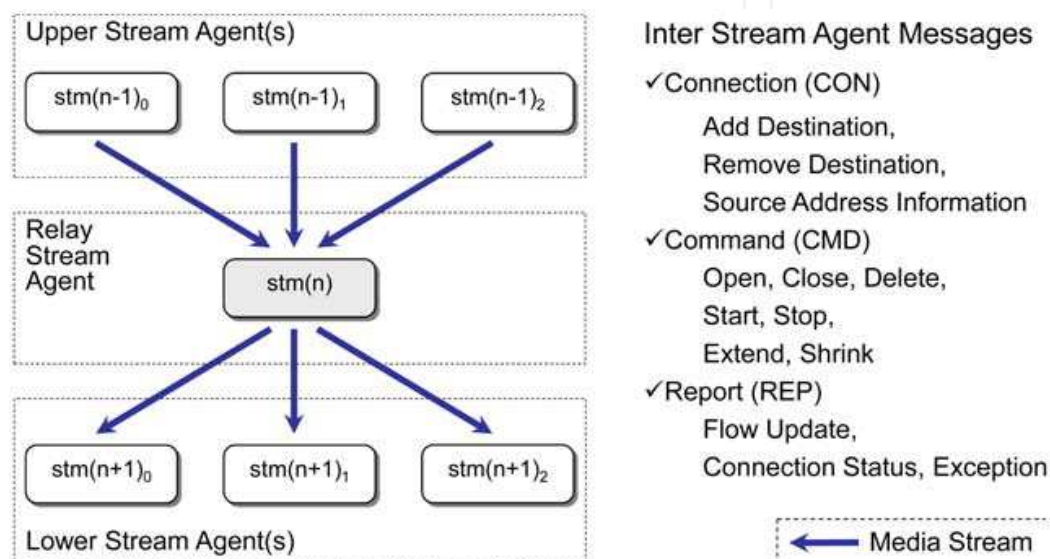 Upper Stream Agent(s)
stm(n-1)₀
stm(n-1)₁
stm(n-1)₂
Relay
Stream
Agent
stm(n)
stm(n+1)₀
stm(n+1)₁
stm(n+1)₂
Lower Stream Agent(s)
Inter Stream Agent Messages
✓Connection (CON)
Add Destination,
Remove Destination,
Source Address Information
✓Command (CMD)
Open, Close, Delete,
Start, Stop,
Extend, Shrink
✓Report (REP)
Flow Update,
Connection Status, Exception
Media Stream